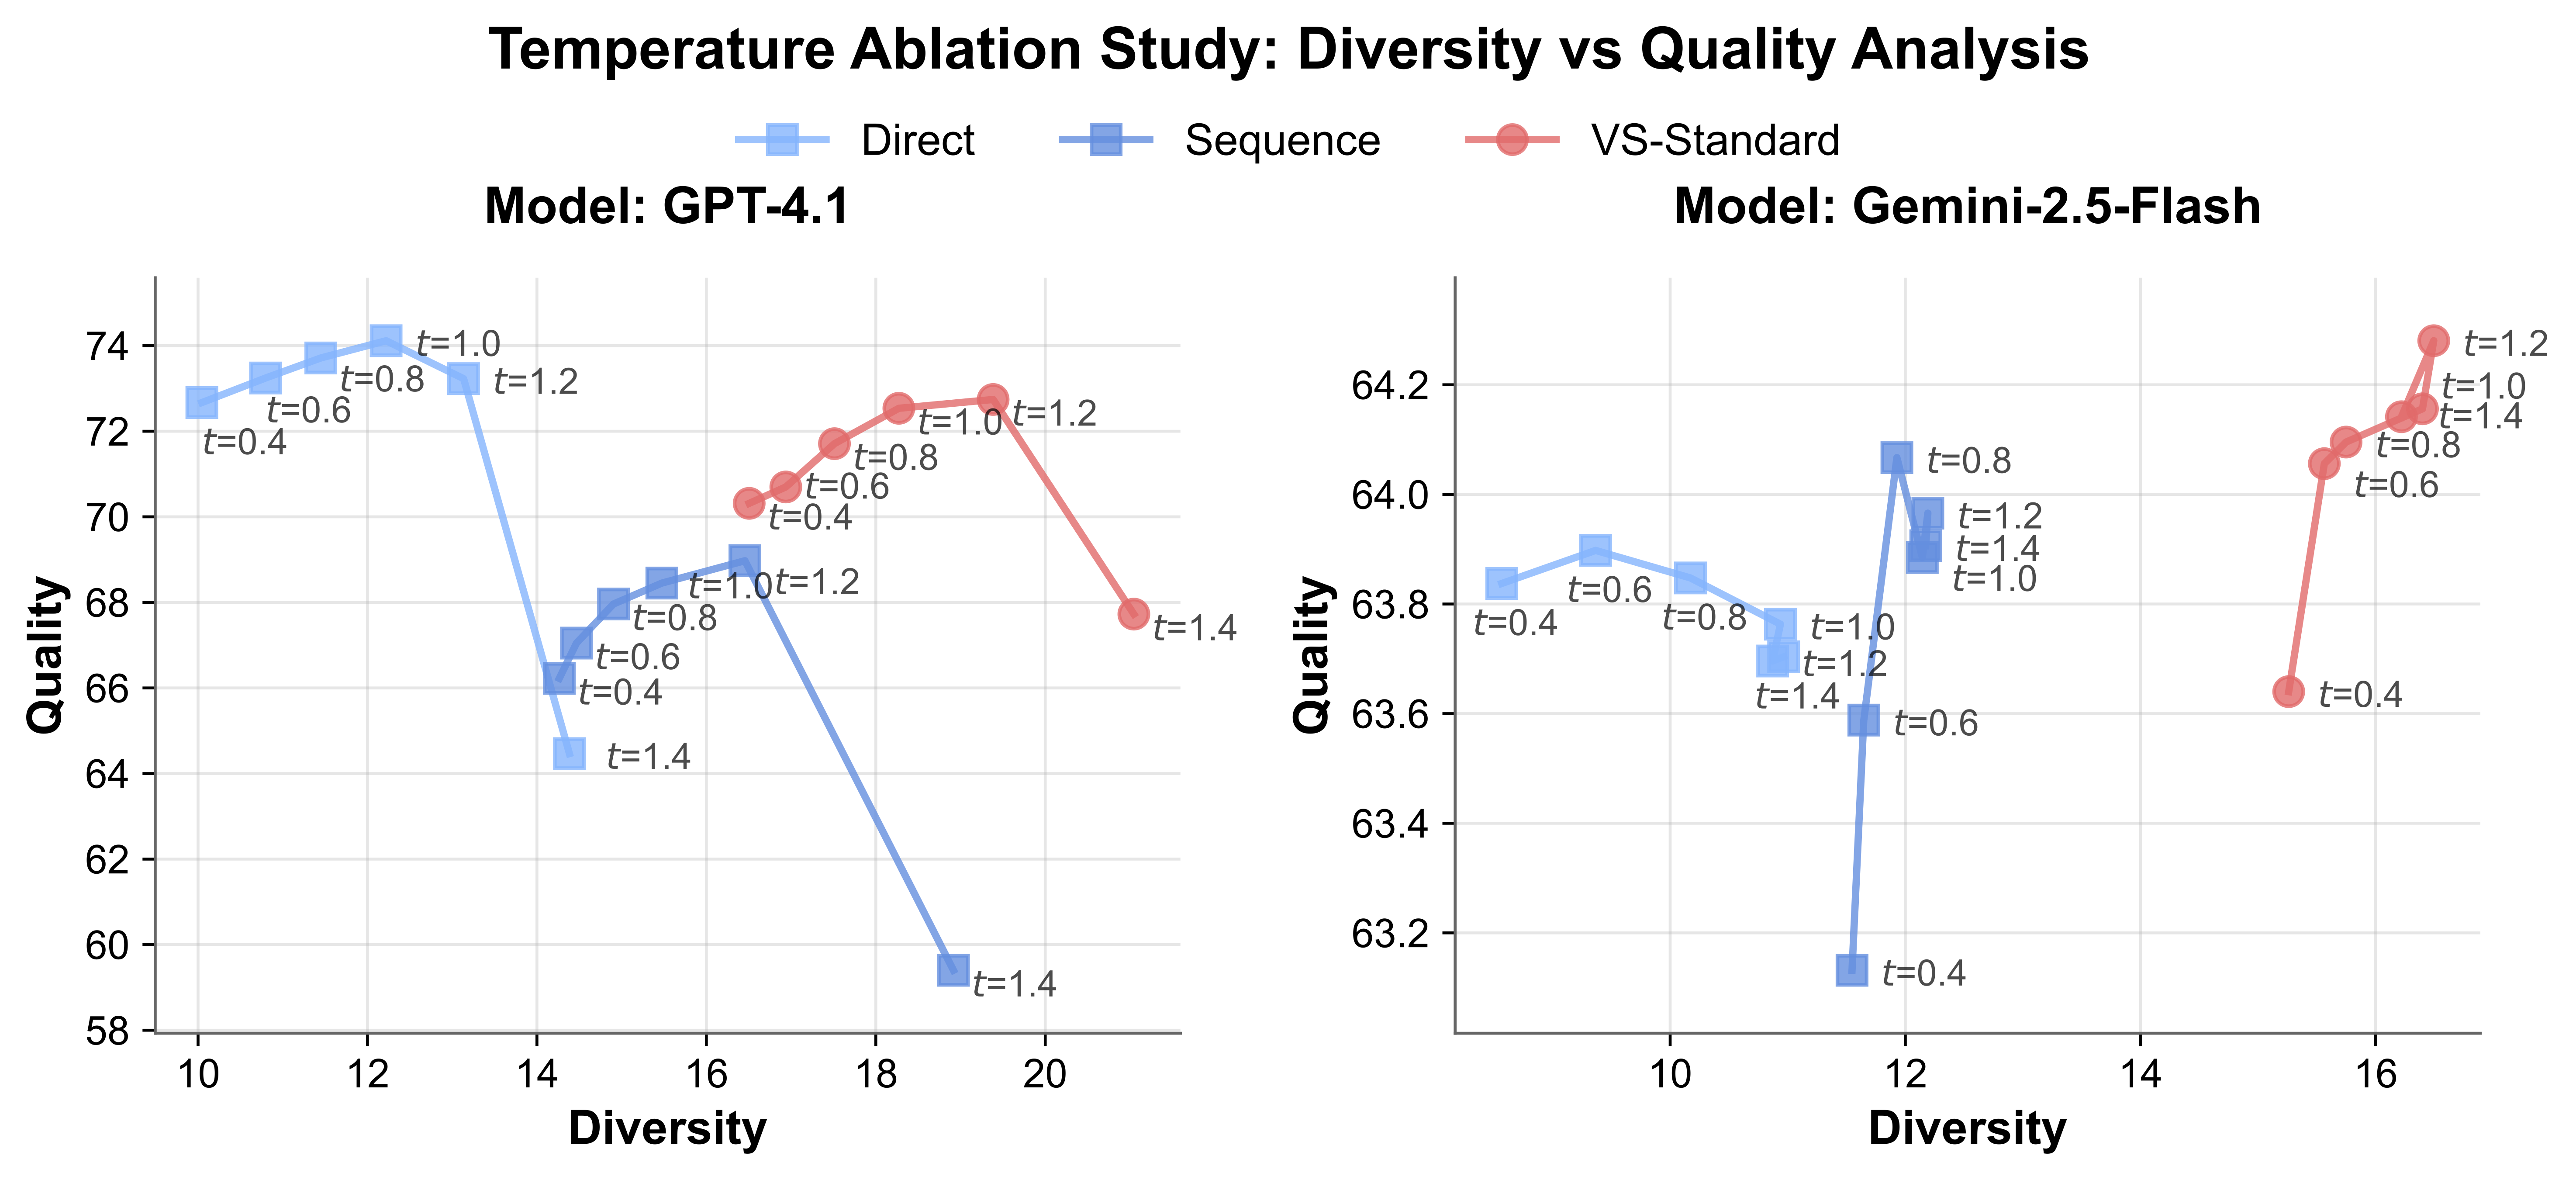 Temperature Ablation Study: Diversity vs Quality Analysis
Direct
Sequence
VS-Standard
Model: GPT-4.1
Quality
74
72
70
68
66
64
62
60
58
t=0.4
t=0.6
t=0.8
t=1.0
t=1.2
t=1.4
t=0.4
t=0.6
t=0.8
t=1.0
t=1.2
t=1.4
t=0.4
t=0.6
t=0.8
t=1.0
t=1.2
t=1.4
10 12 14 16 18 20
Diversity
Model: Gemini-2.5-Flash
Quality
64.2
64.0
63.8
63.6
63.4
63.2
t=0.4
t=0.6
t=0.8
t=1.0
t=1.2
t=1.4
t=0.8
t=1.2
t=1.4
t=1.0
t=0.6
t=0.4
t=1.2
t=1.0
t=1.4
t=0.8
t=0.6
t=0.4
10 12 14 16
Diversity